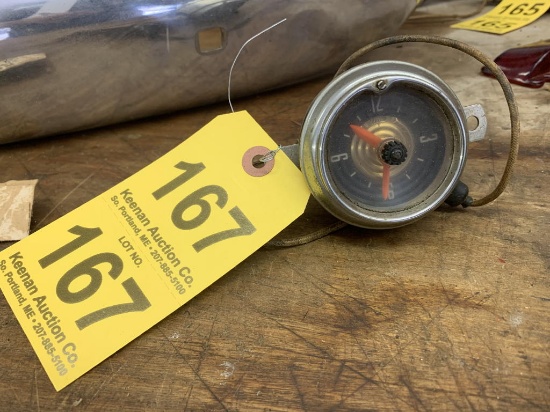 167
Keenan Auction Co.
So. Portland, ME • 207-885-5100
LOT NO.
167
Keenan Auction Co.
So. Portland, ME • 207-885-5100
165
165
12
3
6
9